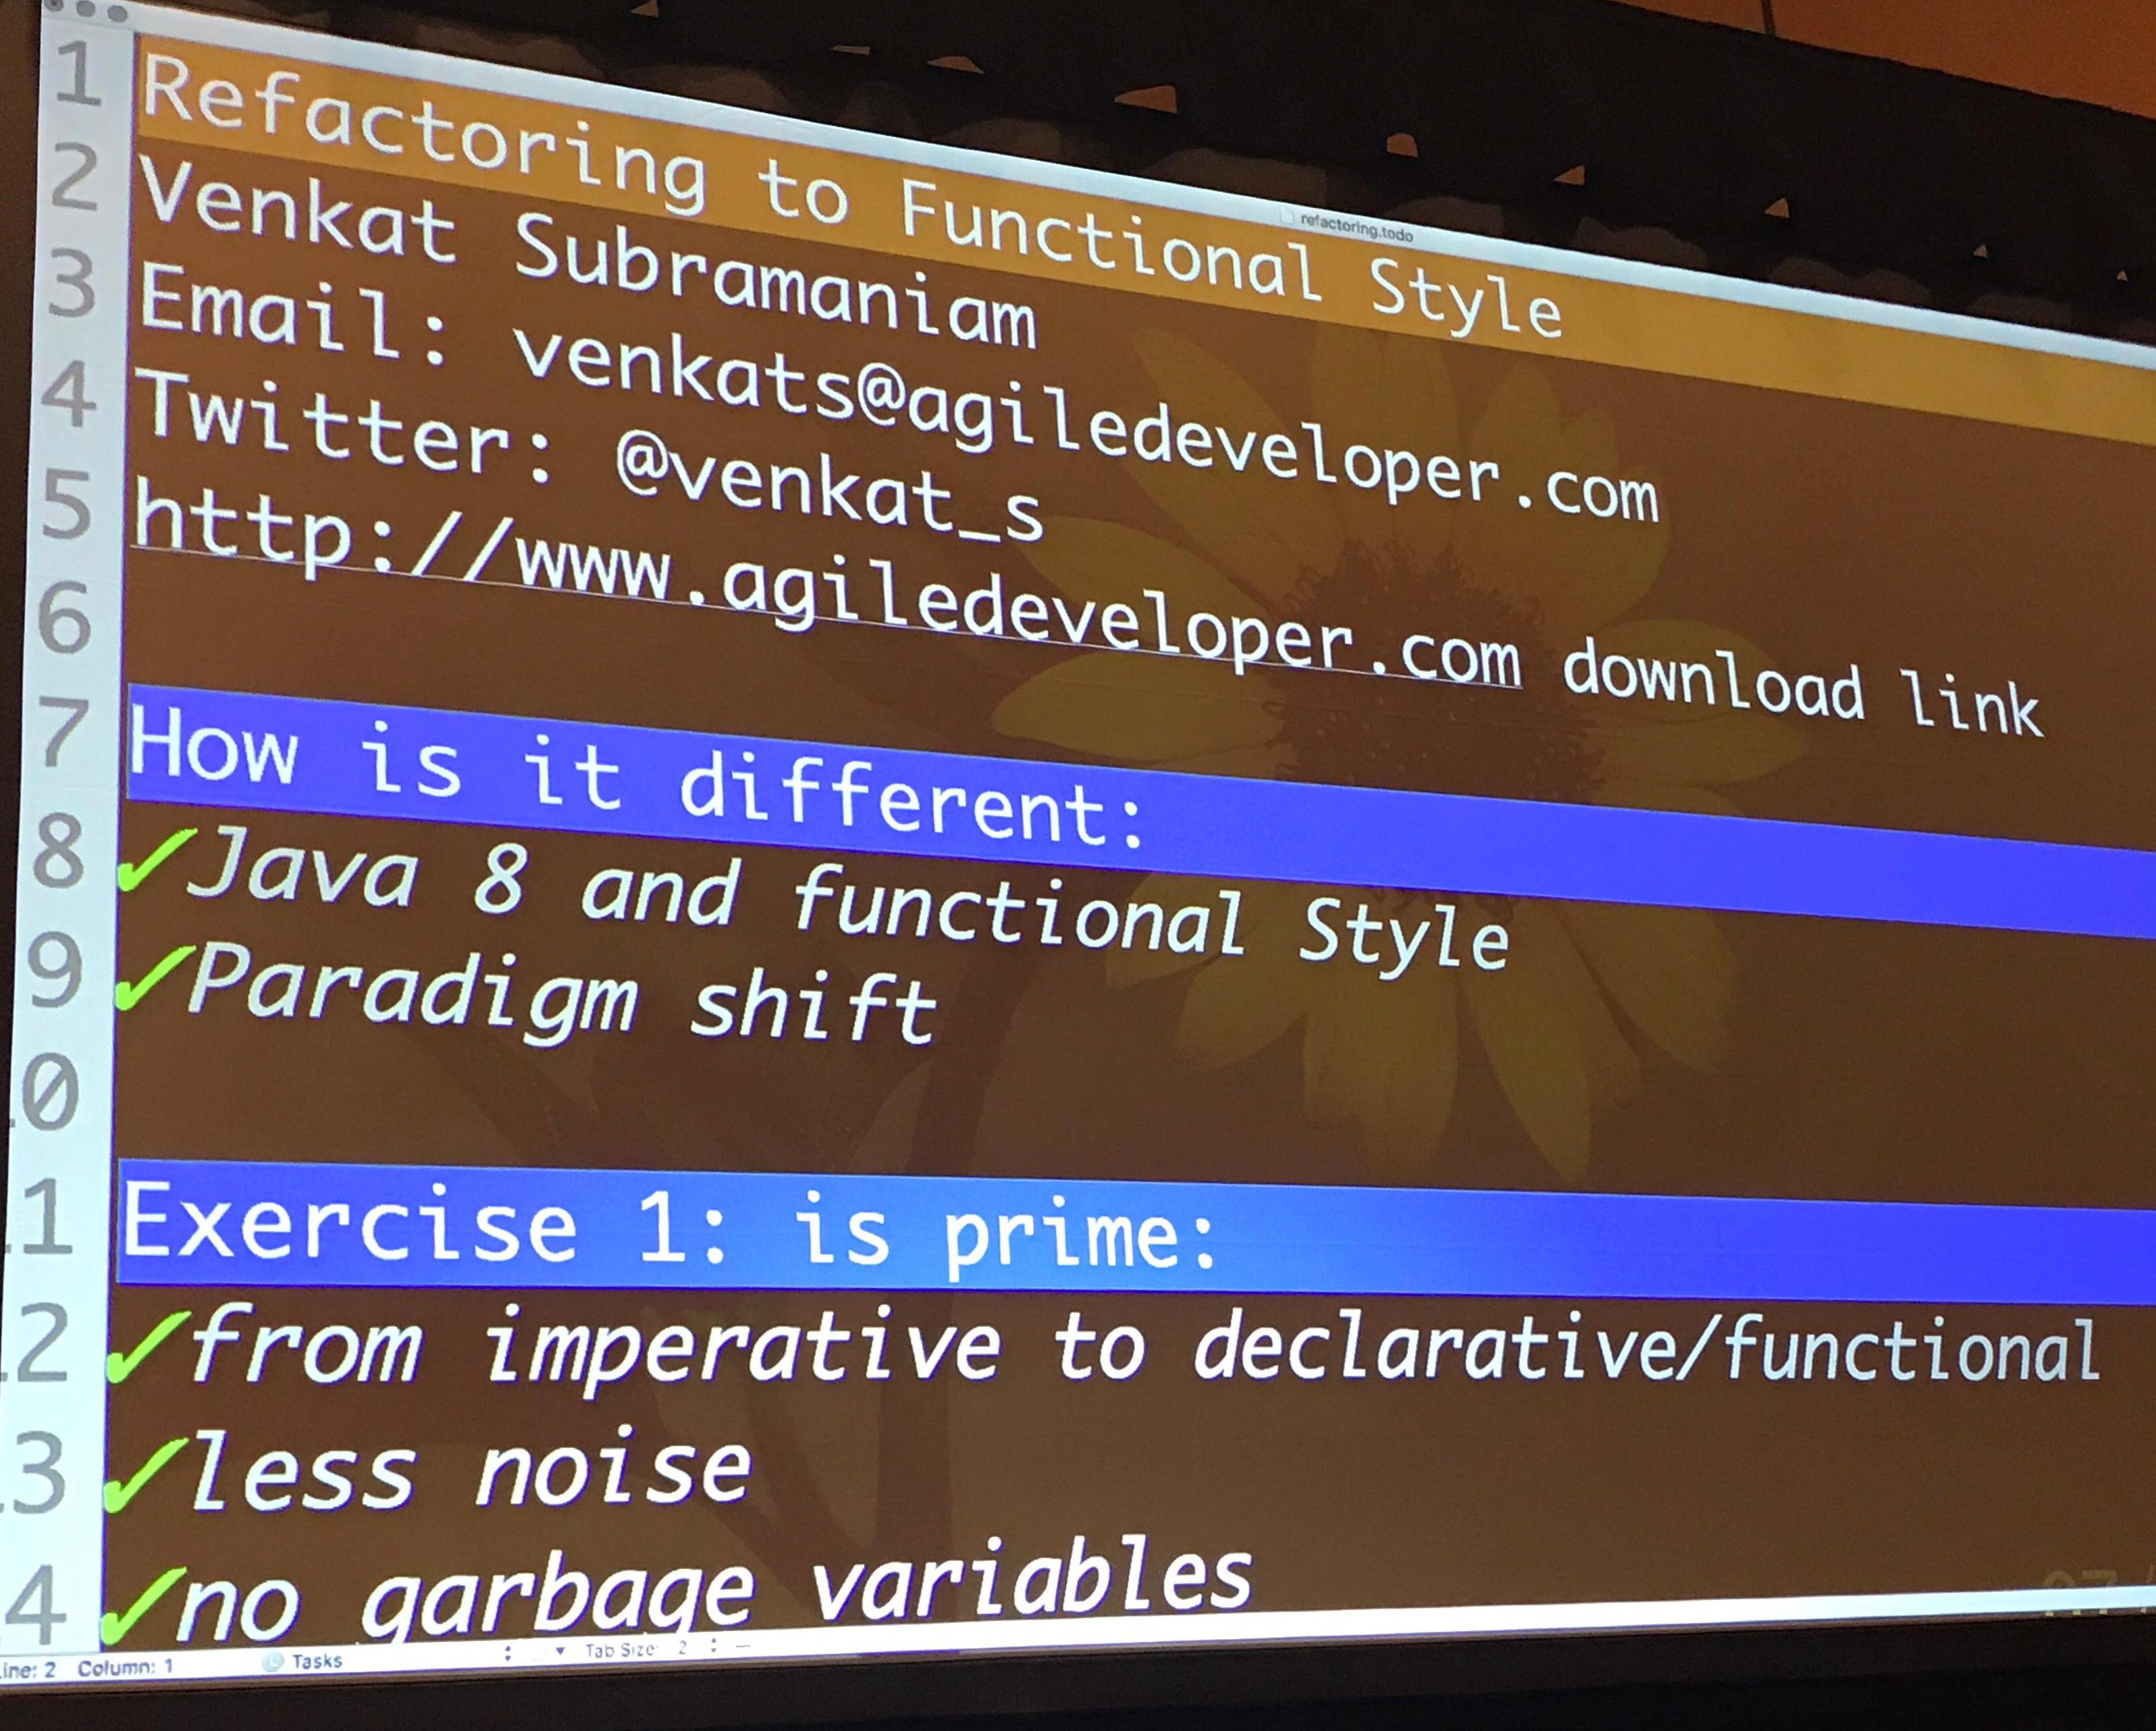 refactoring.todo
1 Refactoring to Functional Style
2 Venkat Subramaniam
3 Email: venkats@agiledeveloper.com
4 Twitter: @venkat_s
5 http://www.agiledeveloper.com download link
6
7 How is it different:
8 ✓Java 8 and functional Style
9 ✓Paradigm shift
10
11 Exercise 1: is prime:
12 ✓from imperative to declarative/functional
13 ✓less noise
14 ✓no garbage variables
Line: 2 Column: 1 Tasks Tab Size: 2